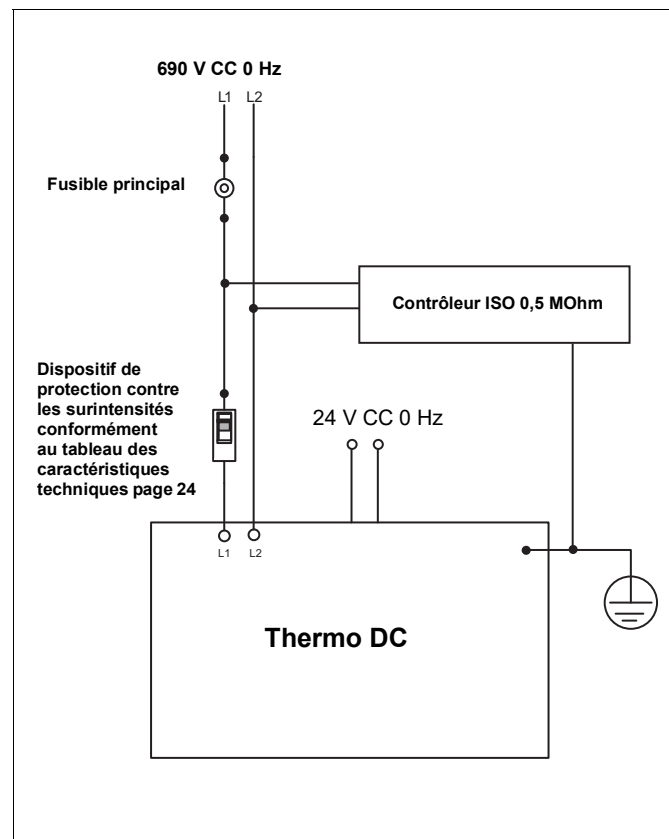 690 V CC 0 Hz
L1 L2
Fusible principal
Contrôleur ISO 0,5 MOhm
Dispositif de
protection contre
les surintensités
conformément
au tableau des
caractéristiques
techniques page 24
24 V CC 0 Hz
L1 L2
Thermo DC